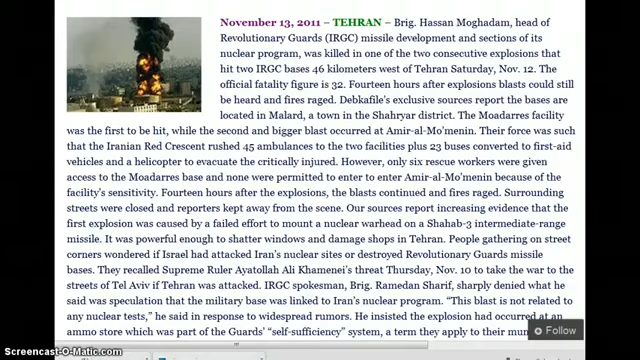 November 13, 2011 – TEHRAN – Brig. Hassan Moghadam, head of
Revolutionary Guards (IRGC) missile development and sections of its
nuclear program, was killed in one of the two consecutive explosions that
hit two IRGC bases 46 kilometers west of Tehran Saturday, Nov. 12. The
official fatality figure is 32. Fourteen hours after explosions blasts could still
be heard and fires raged. Debkafile's exclusive sources report the bases are
located in Malard, a town in the Shahryar district. The Moadarres facility
was the first to be hit, while the second and bigger blast occurred at Amir-al-Mo'menin. Their force was such
that the Iranian Red Crescent rushed 45 ambulances to the two facilities plus 23 buses converted to first-aid
vehicles and a helicopter to evacuate the critically injured. However, only six rescue workers were given
access to the Moadarres base and none were permitted to enter to enter Amir-al-Mo'menin because of the
facility's sensitivity. Fourteen hours after the explosions, the blasts continued and fires raged. Surrounding
streets were closed and reporters kept away from the scene. Our sources report increasing evidence that the
first explosion was caused by a failed effort to mount a nuclear warhead on a Shahab-3 intermediate-range
missile. It was powerful enough to shatter windows and damage shops in Tehran. People gathering on street
corners wondered if Israel had attacked Iran's nuclear sites or destroyed Revolutionary Guards missile
bases. They recalled Supreme Ruler Ayatollah Ali Khamenei's threat Thursday, Nov. 10 to take the war to the
streets of Tel Aviv if Tehran was attacked. IRGC spokesman, Brig. Ramedan Sharif, sharply denied what he
said was speculation that the military base was linked to Iran's nuclear program. "This blast is not related to
any nuclear tests," he said in response to widespread rumors. He insisted the explosion had occurred at an
ammo store which was part of the Guards' "self-sufficiency" system, a term they apply to their mun
Follow
Screencast-O-Matic.com